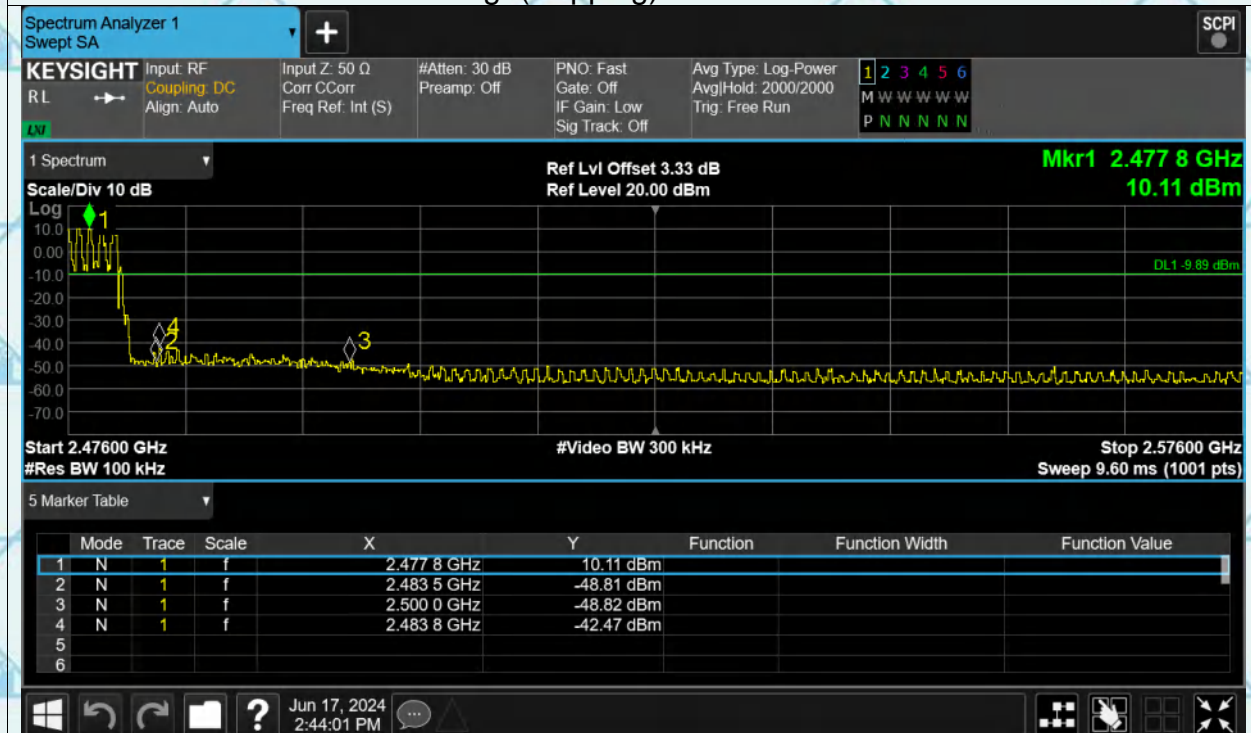 Spectrum Analyzer 1
Swept SA
+
SCPI
KEYSIGHT Input: RF Input Z: 50 Ω #Atten: 30 dB PNO: Fast Avg Type: Log-Power 1 2 3 4 5 6
RL Coupling: DC Corr CCorr Preamp: Off Gate: Off Avg|Hold: 2000/2000 M W W W W W
Align: Auto Freq Ref: Int (S) IF Gain: Low Trig: Free Run P N N N N N
LXI Sig Track: Off
1 Spectrum Ref Lvl Offset 3.33 dB Mkr1 2.477 8 GHz
Scale/Div 10 dB Ref Level 20.00 dBm 10.11 dBm
Log
1
10.0
0.00
DL1 -9.89 dBm
-10.0
-20.0
-30.0
4
-40.0
2 3
-50.0
-60.0
-70.0
Start 2.47600 GHz #Video BW 300 kHz Stop 2.57600 GHz
#Res BW 100 kHz Sweep 9.60 ms (1001 pts)
5 Marker Table
Mode Trace Scale X Y Function Function Width Function Value
1 N 1 f 2.477 8 GHz 10.11 dBm
2 N 1 f 2.483 5 GHz -48.81 dBm
3 N 1 f 2.500 0 GHz -48.82 dBm
4 N 1 f 2.483 8 GHz -42.47 dBm
5
6
? Jun 17, 2024
2:44:01 PM